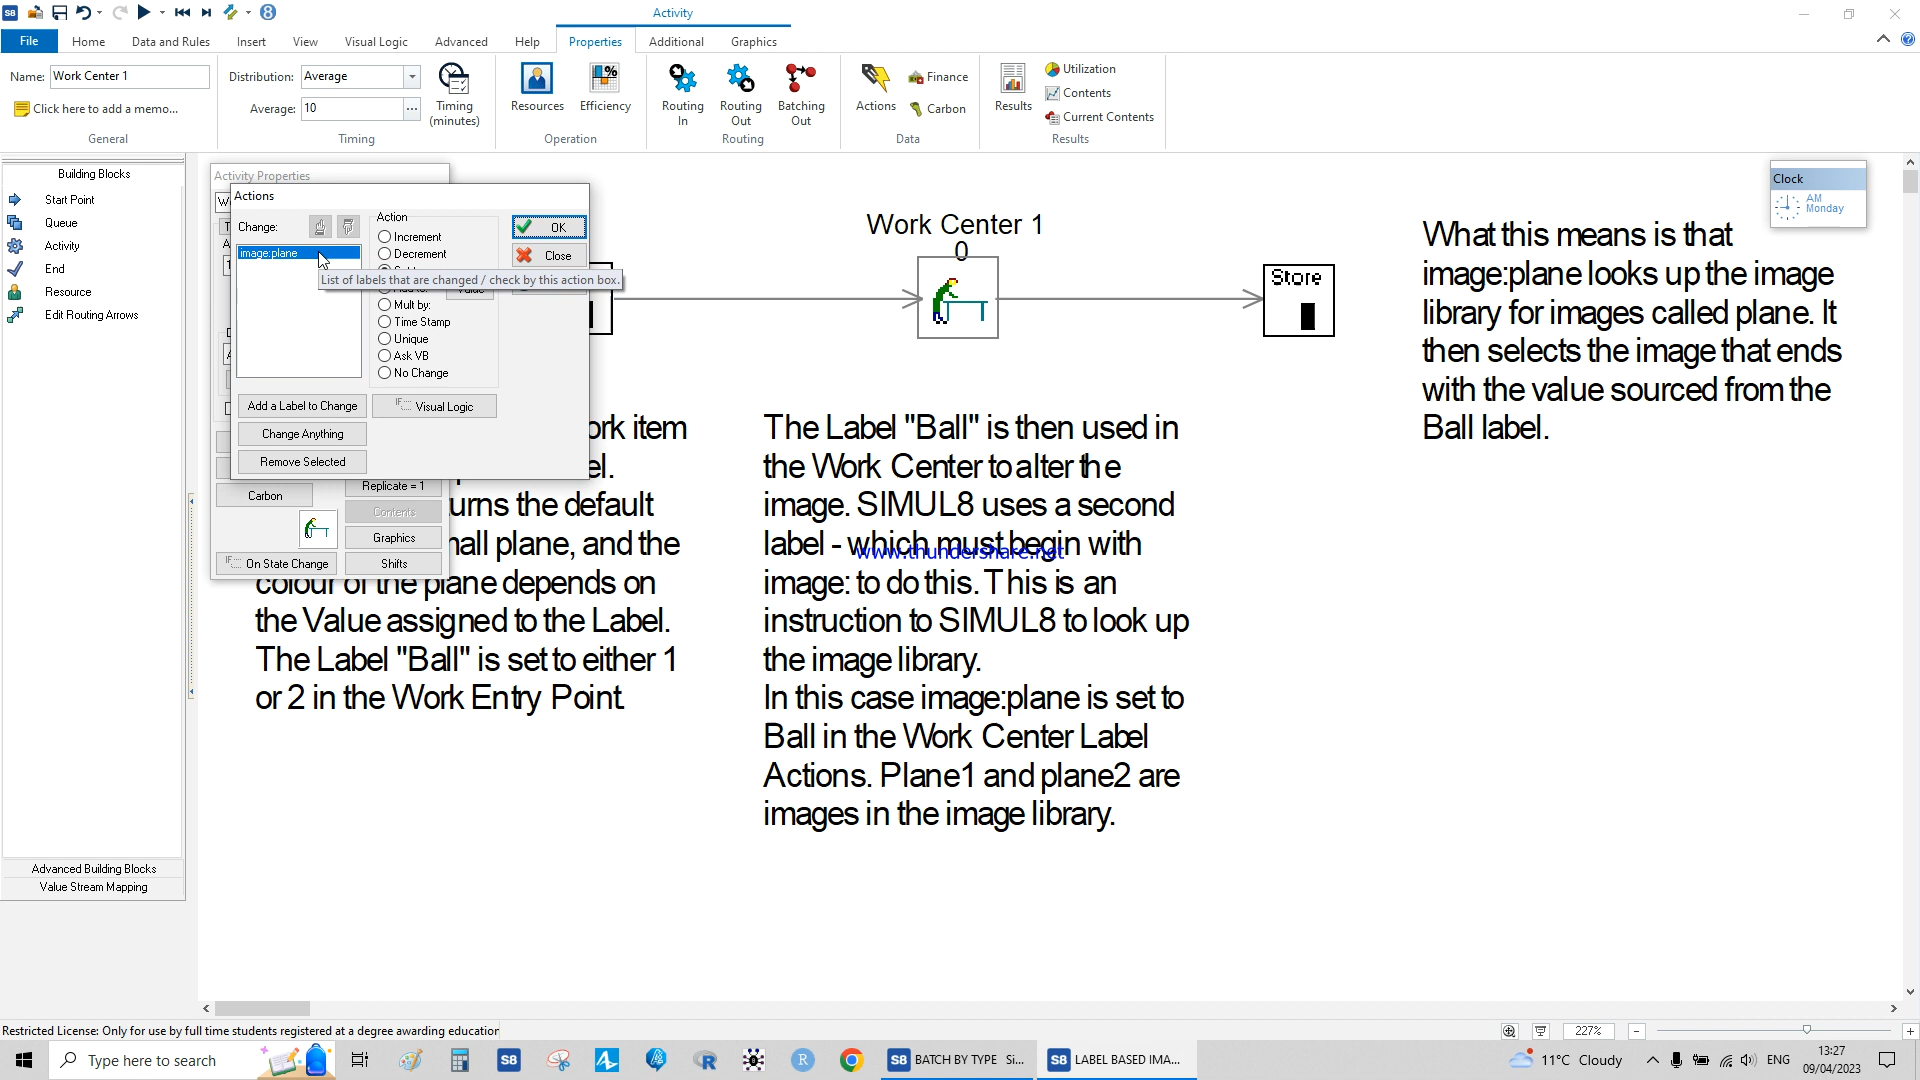 Activity
File
Home
Data and Rules
Insert
View
Visual Logic
Advanced
Help
Properties
Additional
Graphics
Name: Work Center 1
Click here to add a memo...
General
Distribution: Average
Average: 10
Timing
(minutes)
Timing
Resources
Efficiency
Operation
Routing
In
Routing
Out
Batching
Out
Routing
Actions
Finance
Carbon
Data
Results
Utilization
Contents
Current Contents
Results
Building Blocks
Start Point
Queue
Activity
End
Resource
Edit Routing Arrows
Advanced Building Blocks
Value Stream Mapping
Activity Properties
Actions
Change:
image:plane
Action
Increment
Decrement
OK
Close
List of labels that are changed / check by this action box.
Mult by:
Time Stamp
Unique
Ask VB
No Change
Add a Label to Change
Visual Logic
Change Anything
Remove Selected
Carbon
Replicate = 1
Contents
Graphics
On State Change
Shifts
Work Center 1
0
Store
Clock
AM
Monday
ork item
el.
urns the default
mall plane, and the
colour of the plane depends on
the Value assigned to the Label.
The Label "Ball" is set to either 1
or 2 in the Work Entry Point.
The Label "Ball" is then used in
the Work Center to alter the
image. SIMUL8 uses a second
label - which must begin with
image: to do this. This is an
instruction to SIMUL8 to look up
the image library.
In this case image:plane is set to
Ball in the Work Center Label
Actions. Plane1 and plane2 are
images in the image library.
www.thundershare.net
What this means is that
image:plane looks up the image
library for images called plane. It
then selects the image that ends
with the value sourced from the
Ball label.
Restricted License: Only for use by full time students registered at a degree awarding education
227%
Type here to search
S8 BATCH BY TYPE Si...
S8 LABEL BASED IMA...
11°C Cloudy
ENG
13:27
09/04/2023